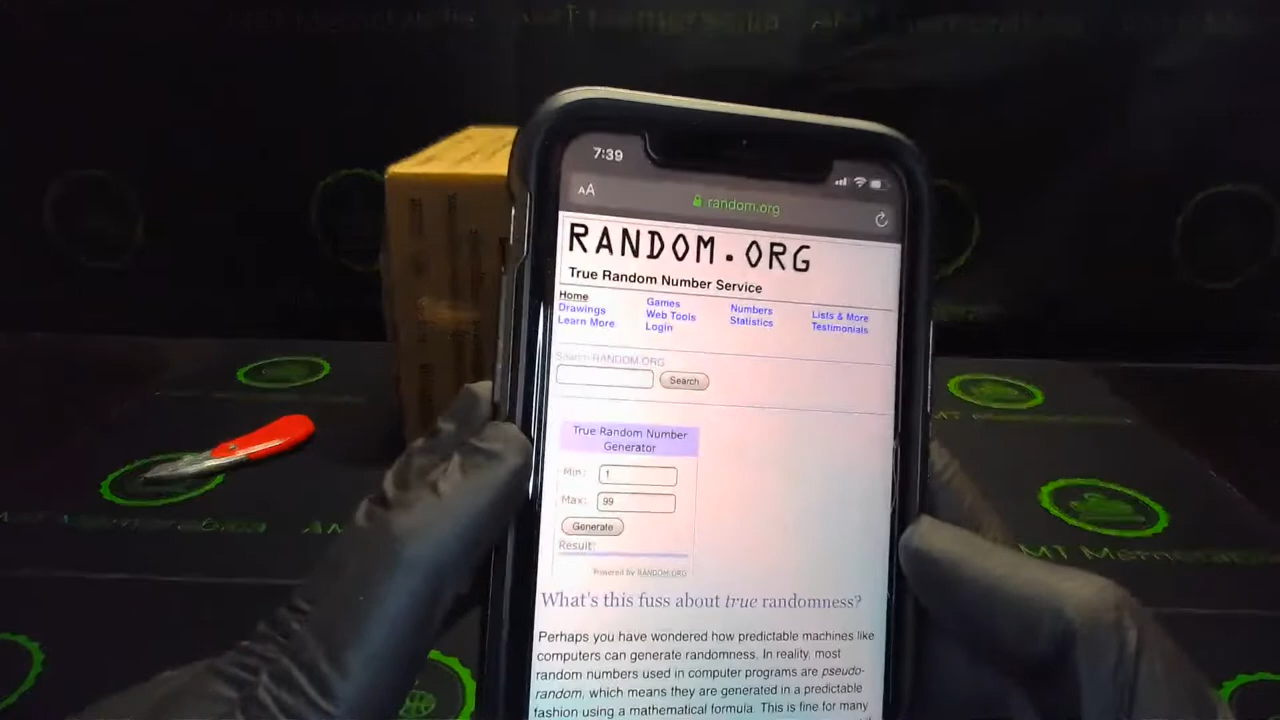 7:39
AA
random.org
RANDOM.ORG
True Random Number Service
Home
Games
Numbers
Lists & More
Drawings
Web Tools
Statistics
Testimonials
Learn More
Login
Search RANDOM.ORG
Search
True Random Number
Generator
Min: 1
Max: 99
Generate
Result:
Powered by RANDOM.ORG
What's this fuss about true randomness?
Perhaps you have wondered how predictable machines like
computers can generate randomness. In reality, most
random numbers used in computer programs are pseudo-
random, which means they are generated in a predictable
fashion using a mathematical formula. This is fine for many